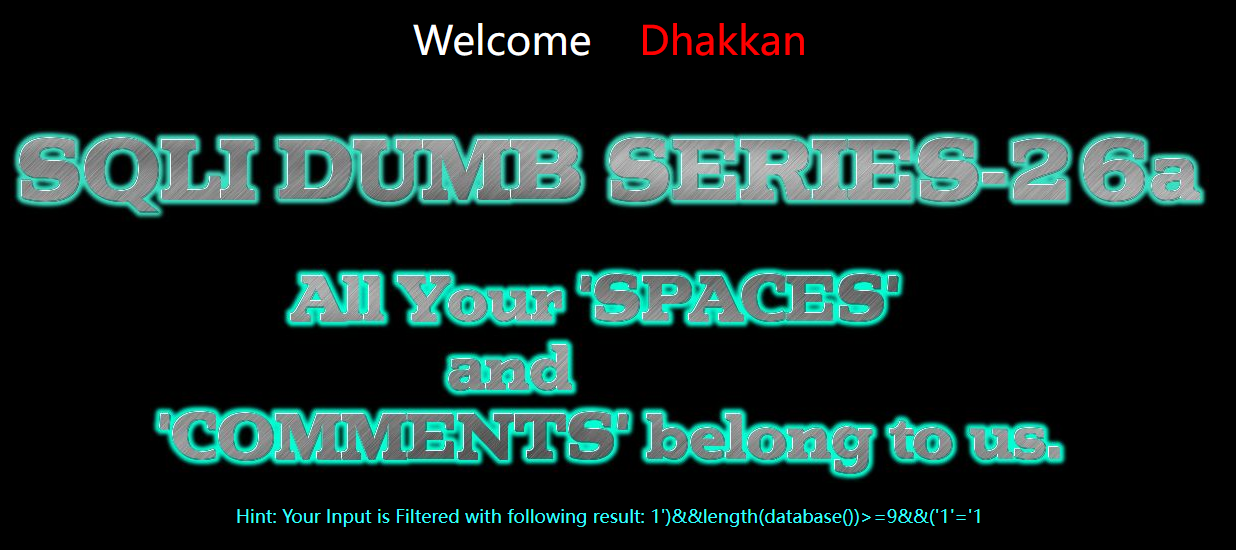 Welcome Dhakkan
SQLI DUMB SERIES-26a
All Your 'SPACES'
and
'COMMENTS' belong to us.
Hint: Your Input is Filtered with following result: 1')&&length(database())>=9&&('1'='1